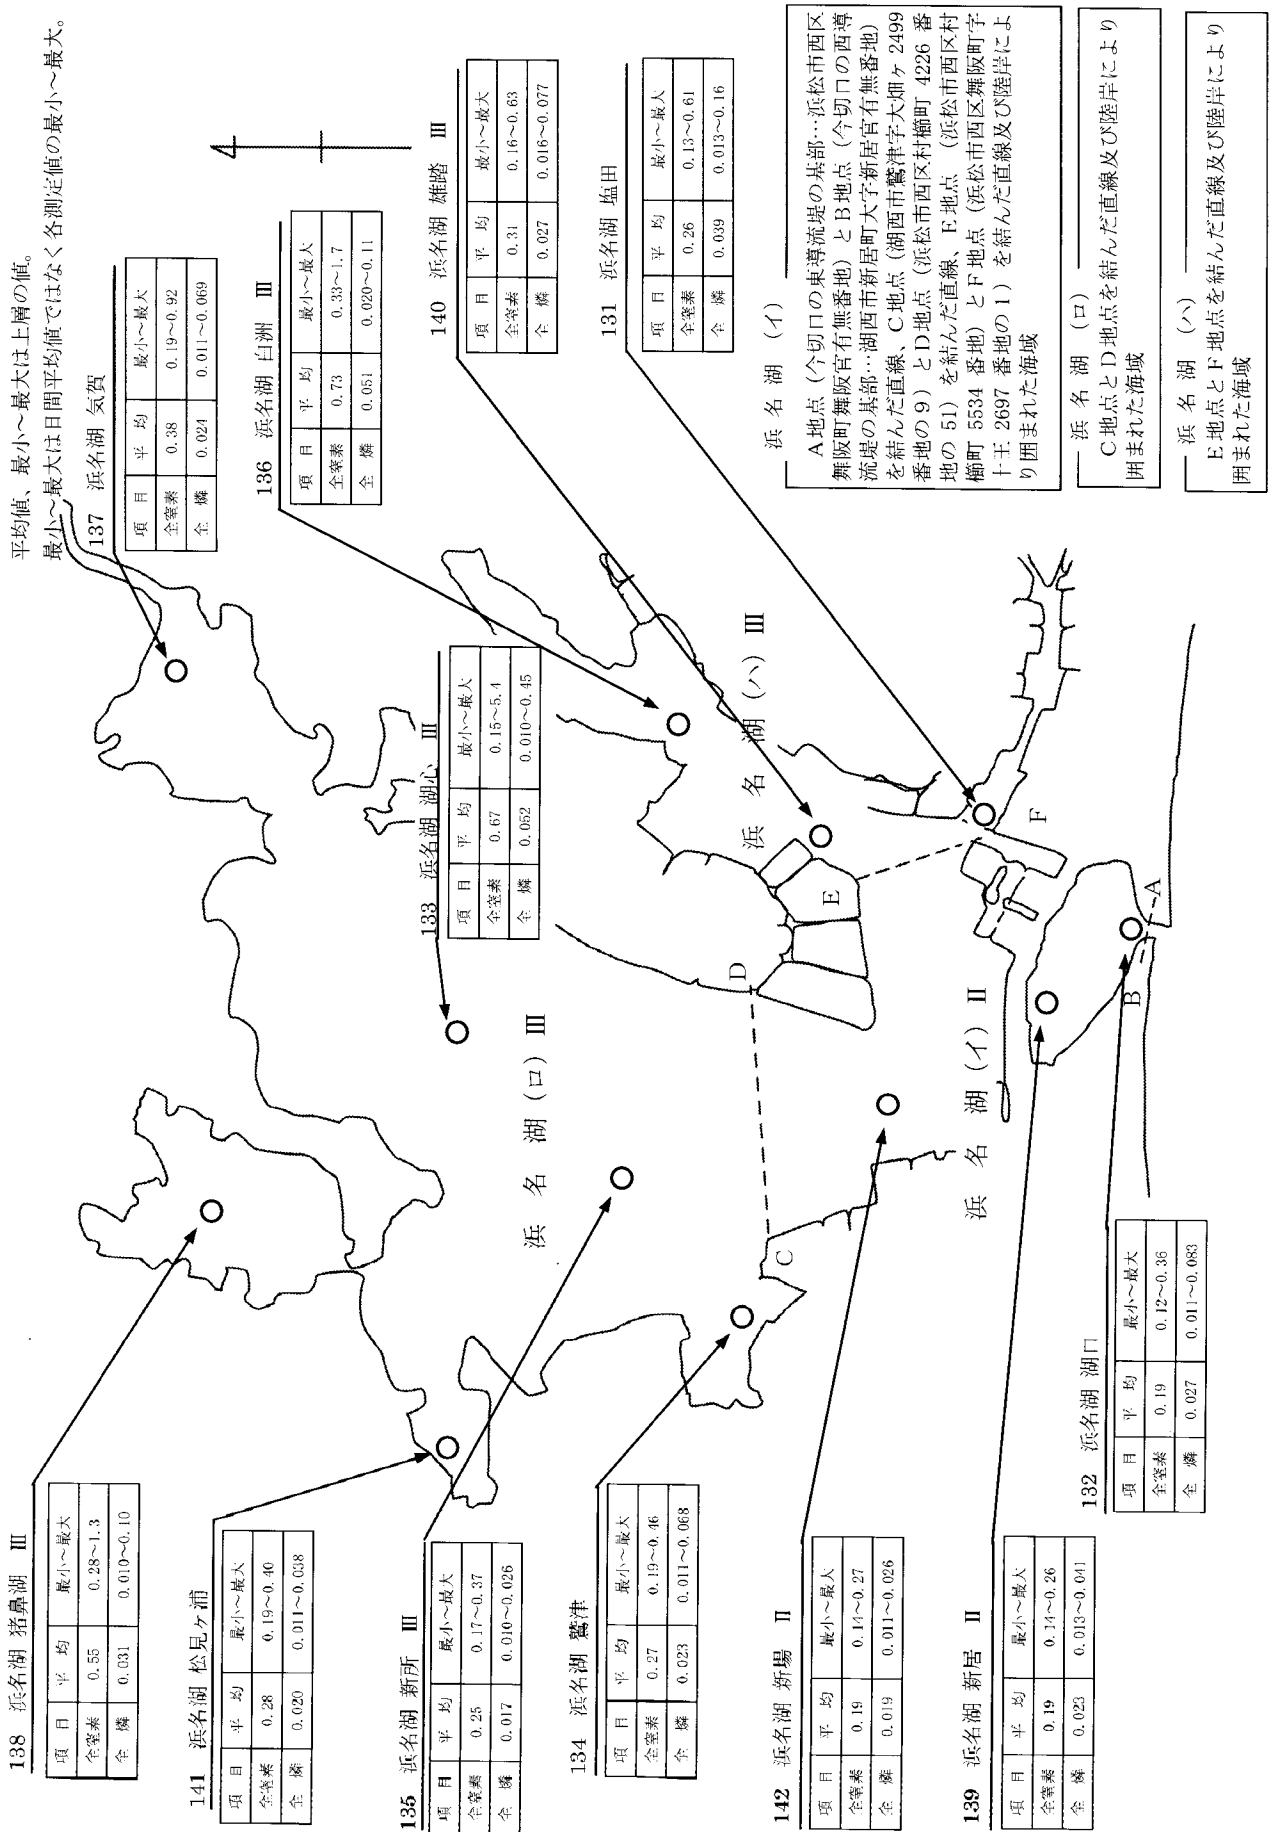 平均値、最小～最大は上層の値。
最小～最大は日間平均値ではなく各測定値の最小～最大。
138 浜名湖 猪鼻湖 Ⅲ
項 目 平 均 最小～最大
全窒素 0.55 0.28～1.3
全 燐 0.031 0.010～0.10
141 浜名湖 松見ヶ浦
項 目 平 均 最小～最大
全窒素 0.28 0.19～0.40
全 燐 0.020 0.011～0.038
135 浜名湖 新所 Ⅲ
項 目 平 均 最小～最大
全窒素 0.25 0.17～0.37
全 燐 0.017 0.010～0.026
134 浜名湖 鷲津
項 目 平 均 最小～最大
全窒素 0.27 0.19～0.46
全 燐 0.023 0.011～0.068
142 浜名湖 新場 Ⅱ
項 目 平 均 最小～最大
全窒素 0.19 0.14～0.27
全 燐 0.019 0.011～0.026
139 浜名湖 新居 Ⅱ
項 目 平 均 最小～最大
全窒素 0.19 0.14～0.26
全 燐 0.023 0.013～0.041
132 浜名湖 湖口
項 目 平 均 最小～最大
全窒素 0.19 0.12～0.36
全 燐 0.027 0.011～0.083
133 浜名湖 湖心 Ⅲ
項 目 平 均 最小～最大
全窒素 0.67 0.15～5.4
全 燐 0.052 0.010～0.45
137 浜名湖 気賀
項 目 平 均 最小～最大
全窒素 0.38 0.19～0.92
全 燐 0.024 0.011～0.069
136 浜名湖 白洲 Ⅲ
項 目 平 均 最小～最大
全窒素 0.73 0.33～1.7
全 燐 0.051 0.020～0.11
140 浜名湖 雄踏 Ⅲ
項 目 平 均 最小～最大
全窒素 0.31 0.16～0.63
全 燐 0.027 0.016～0.077
131 浜名湖 塩田
項 目 平 均 最小～最大
全窒素 0.26 0.13～0.61
全 燐 0.039 0.013～0.16
浜 名 湖（ロ）Ⅲ
浜 名 湖（ハ）Ⅲ
浜 名 湖（イ）Ⅱ
C
D
E
F
B
A
浜 名 湖 （イ）
A地点（今切口の東導流堤の基部…浜松市西区
舞阪町舞阪官有無番地）とB地点（今切口の西導
流堤の基部…湖西市新居町大字新居官有無番地）
を結んだ直線、C地点（湖西市鷲津字大畑ヶ 2499
番地の9）とD地点（浜松市西区村櫛町 4226 番
地の 51）を結んだ直線、E地点 （浜松市西区村
櫛町 5534 番地）とF地点（浜松市西区舞阪町字
十王 2697 番地の1）を結んだ直線及び陸岸によ
り囲まれた海域
浜 名 湖 （ロ）
C地点とD地点を結んだ直線及び陸岸により
囲まれた海域
浜 名 湖 （ハ）
E地点とF地点を結んだ直線及び陸岸により
囲まれた海域